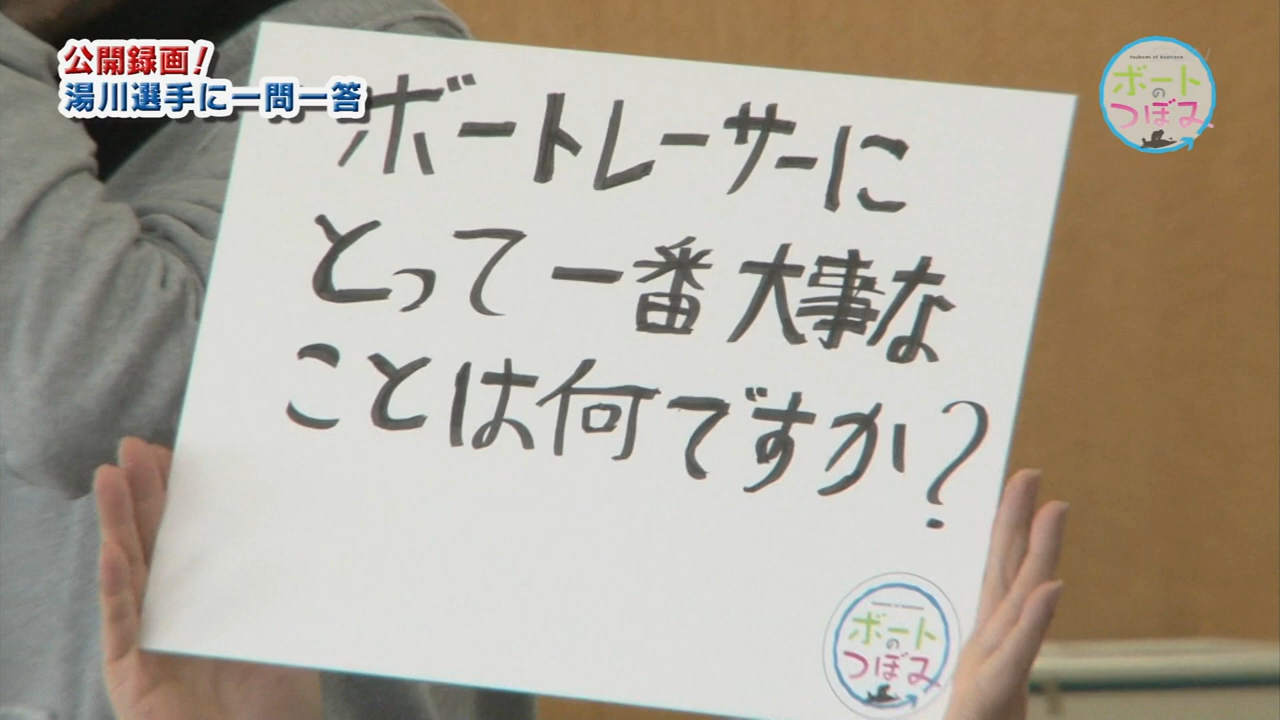 公開録画!
湯川選手に一問一答
ボートレーサーに
とって一番大事な
ことは何ですか?
ボート
の
つぼみ
ボート
の
つぼみ